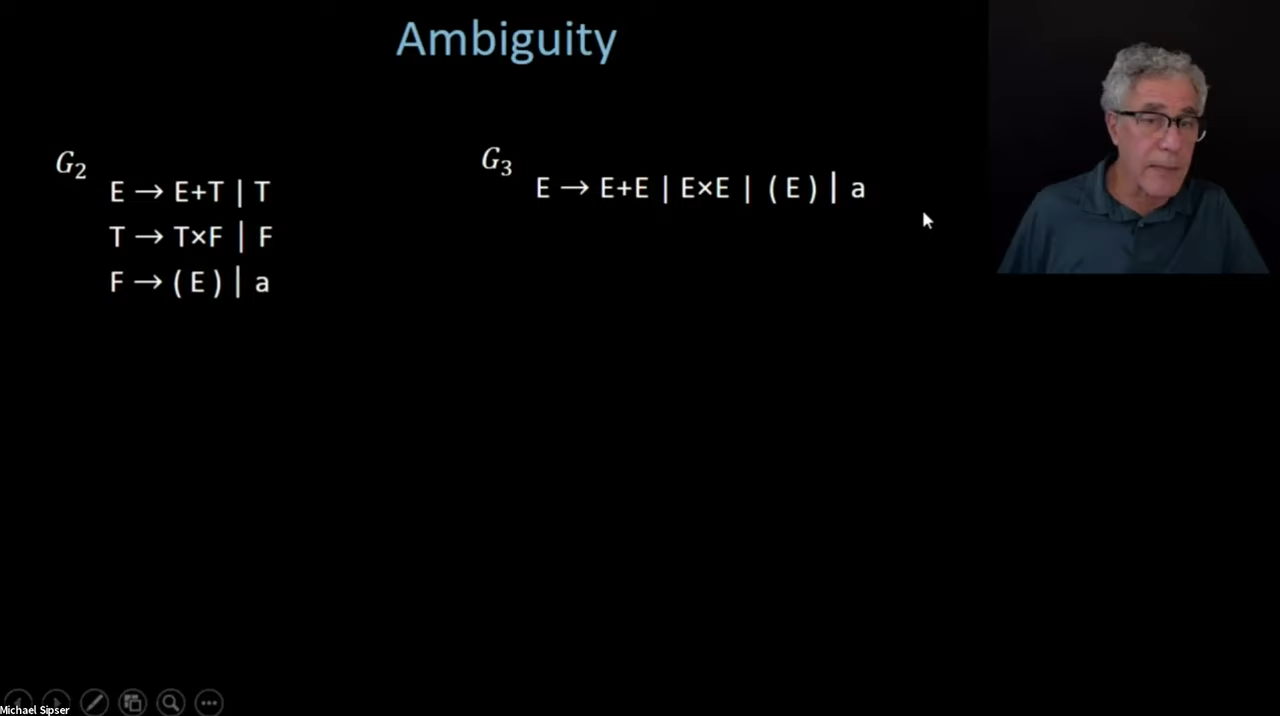 Ambiguity
G₂
E → E+T | T
T → T×F | F
F → ( E ) | a
G₃
E → E+E | E×E | ( E ) | a
Michael Sipser